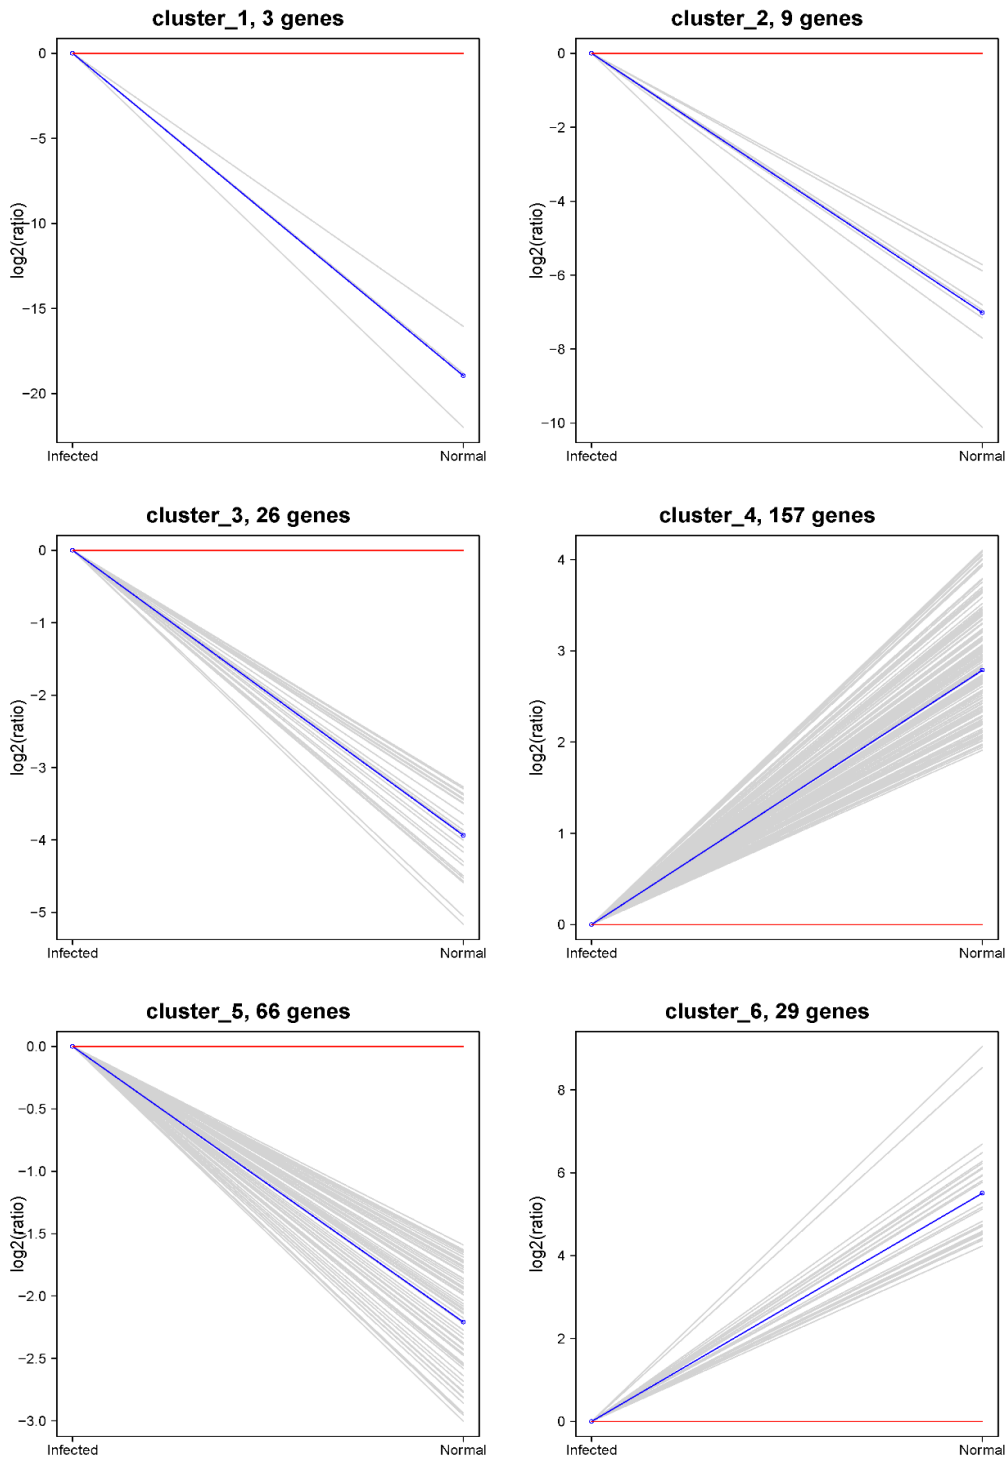 cluster_1, 3 genes
0
−5
−10
−15
−20
log2(ratio)
Infected
Normal
cluster_2, 9 genes
0
−2
−4
−6
−8
−10
log2(ratio)
Infected
Normal
cluster_3, 26 genes
0
−1
−2
−3
−4
−5
log2(ratio)
Infected
Normal
cluster_4, 157 genes
4
3
2
1
0
log2(ratio)
Infected
Normal
cluster_5, 66 genes
0.0
−0.5
−1.0
−1.5
−2.0
−2.5
−3.0
log2(ratio)
Infected
Normal
cluster_6, 29 genes
8
6
4
2
0
log2(ratio)
Infected
Normal